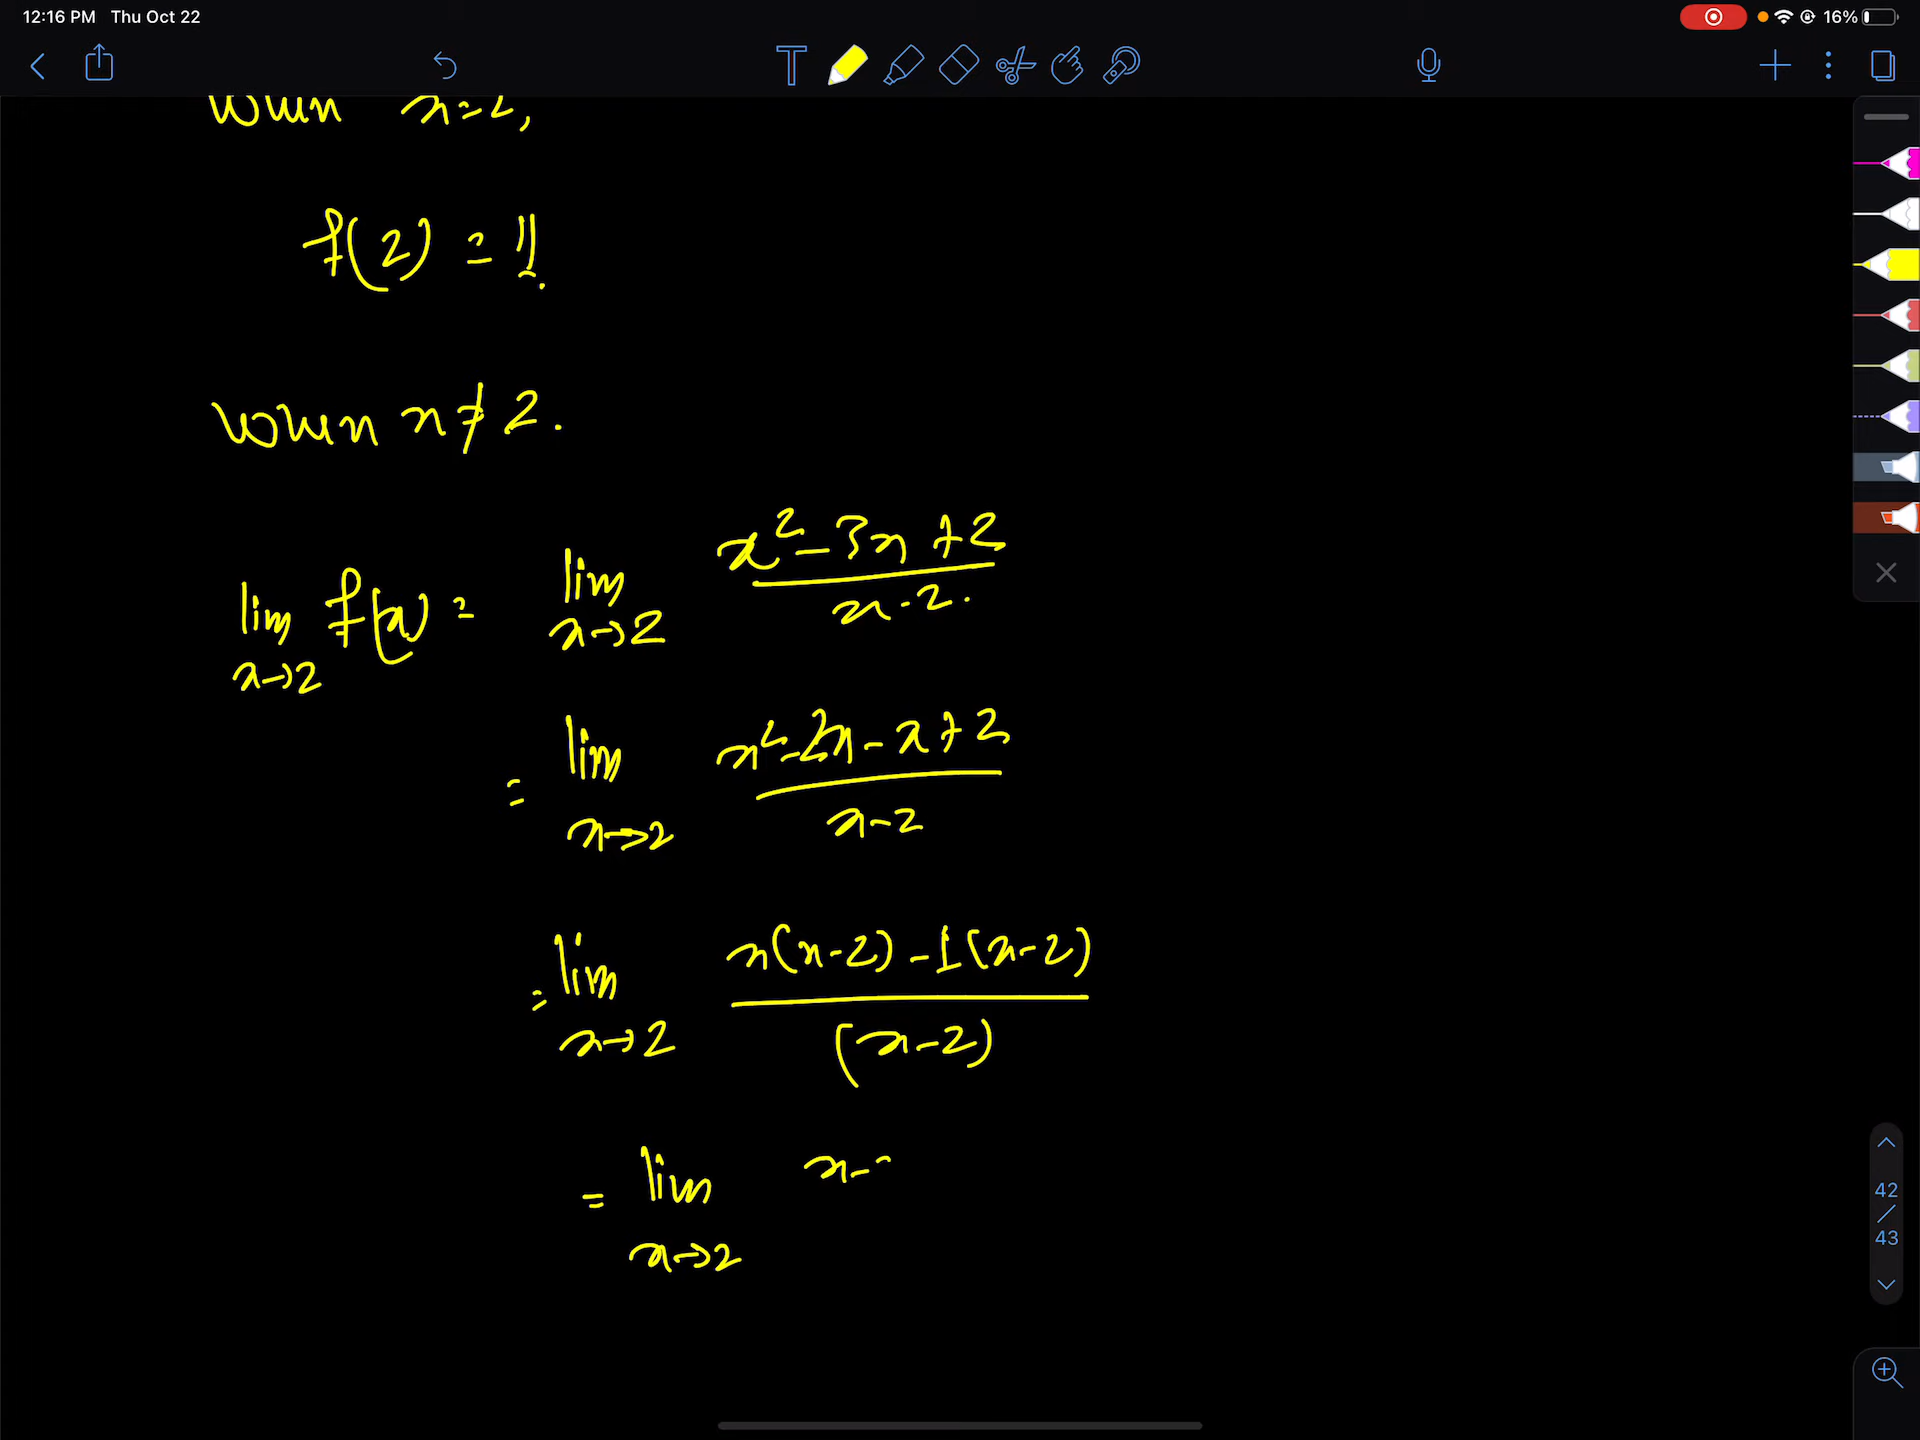 12:16 PM Thu Oct 22 16%
When x=2,
f(2) = 1.
When x≠2.
lim x→2 f(x) = lim x→2 (x²-3x+2)/(x-2).
= lim x→2 (x²-2x-x+2)/(x-2)
= lim x→2 (x(x-2)-1(x-2))/(x-2)
= lim x→2 x-
42/43